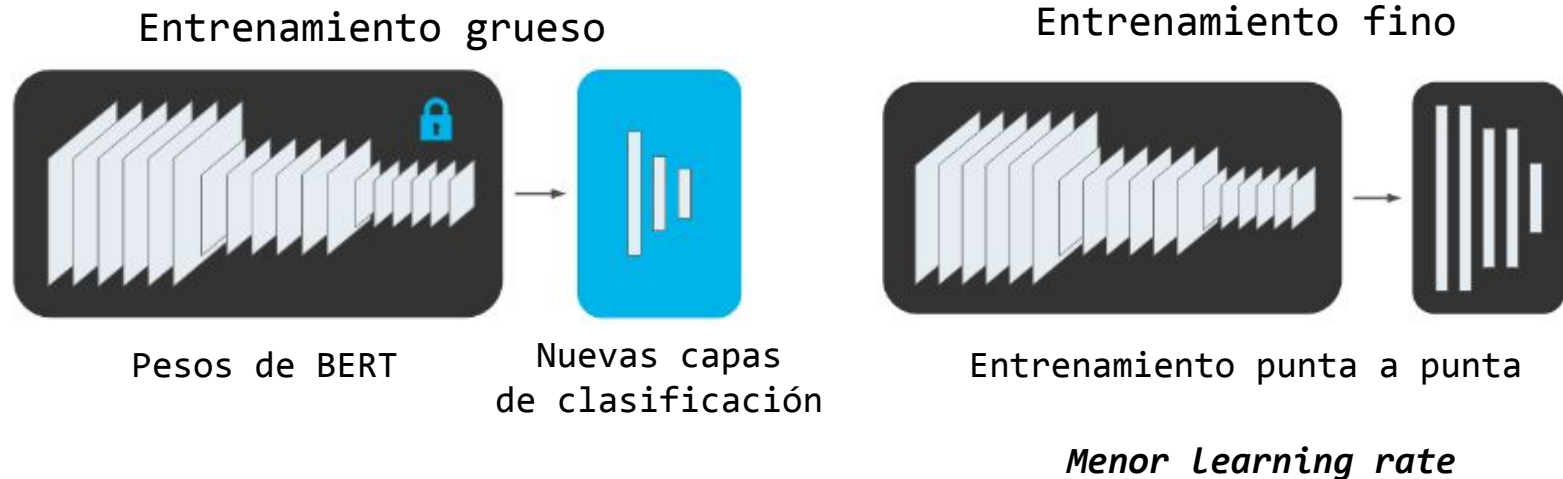 Entrenamiento grueso
Pesos de BERT
Nuevas capas
de clasificación
Entrenamiento fino
Entrenamiento punta a punta
Menor learning rate